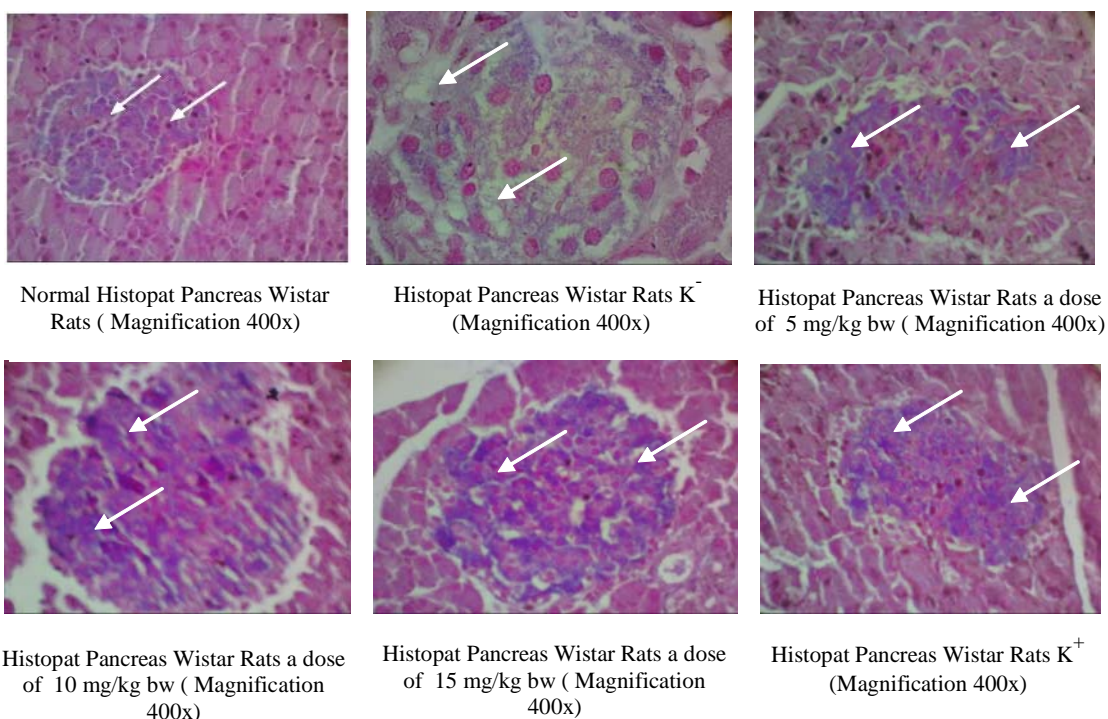 Normal Histopat Pancreas Wistar
Rats ( Magnification 400x)
Histopat Pancreas Wistar Rats K-
(Magnification 400x)
Histopat Pancreas Wistar Rats a dose
of 5 mg/kg bw ( Magnification 400x)
Histopat Pancreas Wistar Rats a dose
of 10 mg/kg bw ( Magnification
400x)
Histopat Pancreas Wistar Rats a dose
of 15 mg/kg bw ( Magnification
400x)
Histopat Pancreas Wistar Rats K+
(Magnification 400x)